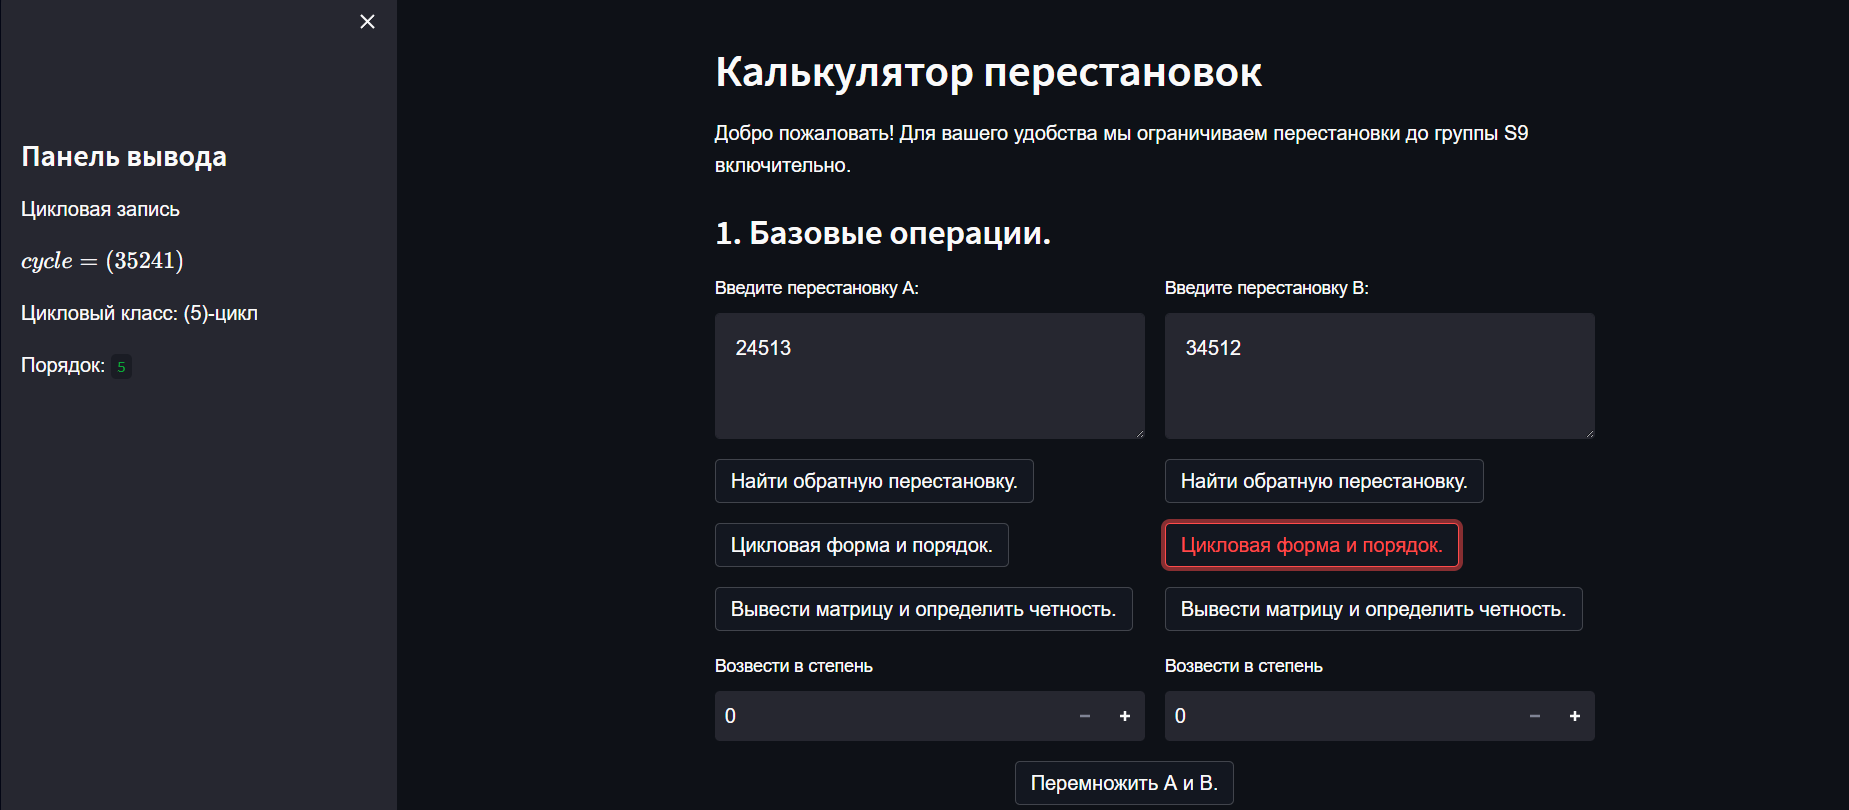 Панель вывода
Цикловая запись
cycle = (35241)
Цикловый класс: (5)-цикл
Порядок: 5
Калькулятор перестановок
Добро пожаловать! Для вашего удобства мы ограничиваем перестановки до группы S9
включительно.
1. Базовые операции.
Введите перестановку A:
24513
Найти обратную перестановку.
Цикловая форма и порядок.
Вывести матрицу и определить четность.
Возвести в степень
0
Введите перестановку B:
34512
Найти обратную перестановку.
Цикловая форма и порядок.
Вывести матрицу и определить четность.
Возвести в степень
0
Перемножить A и B.